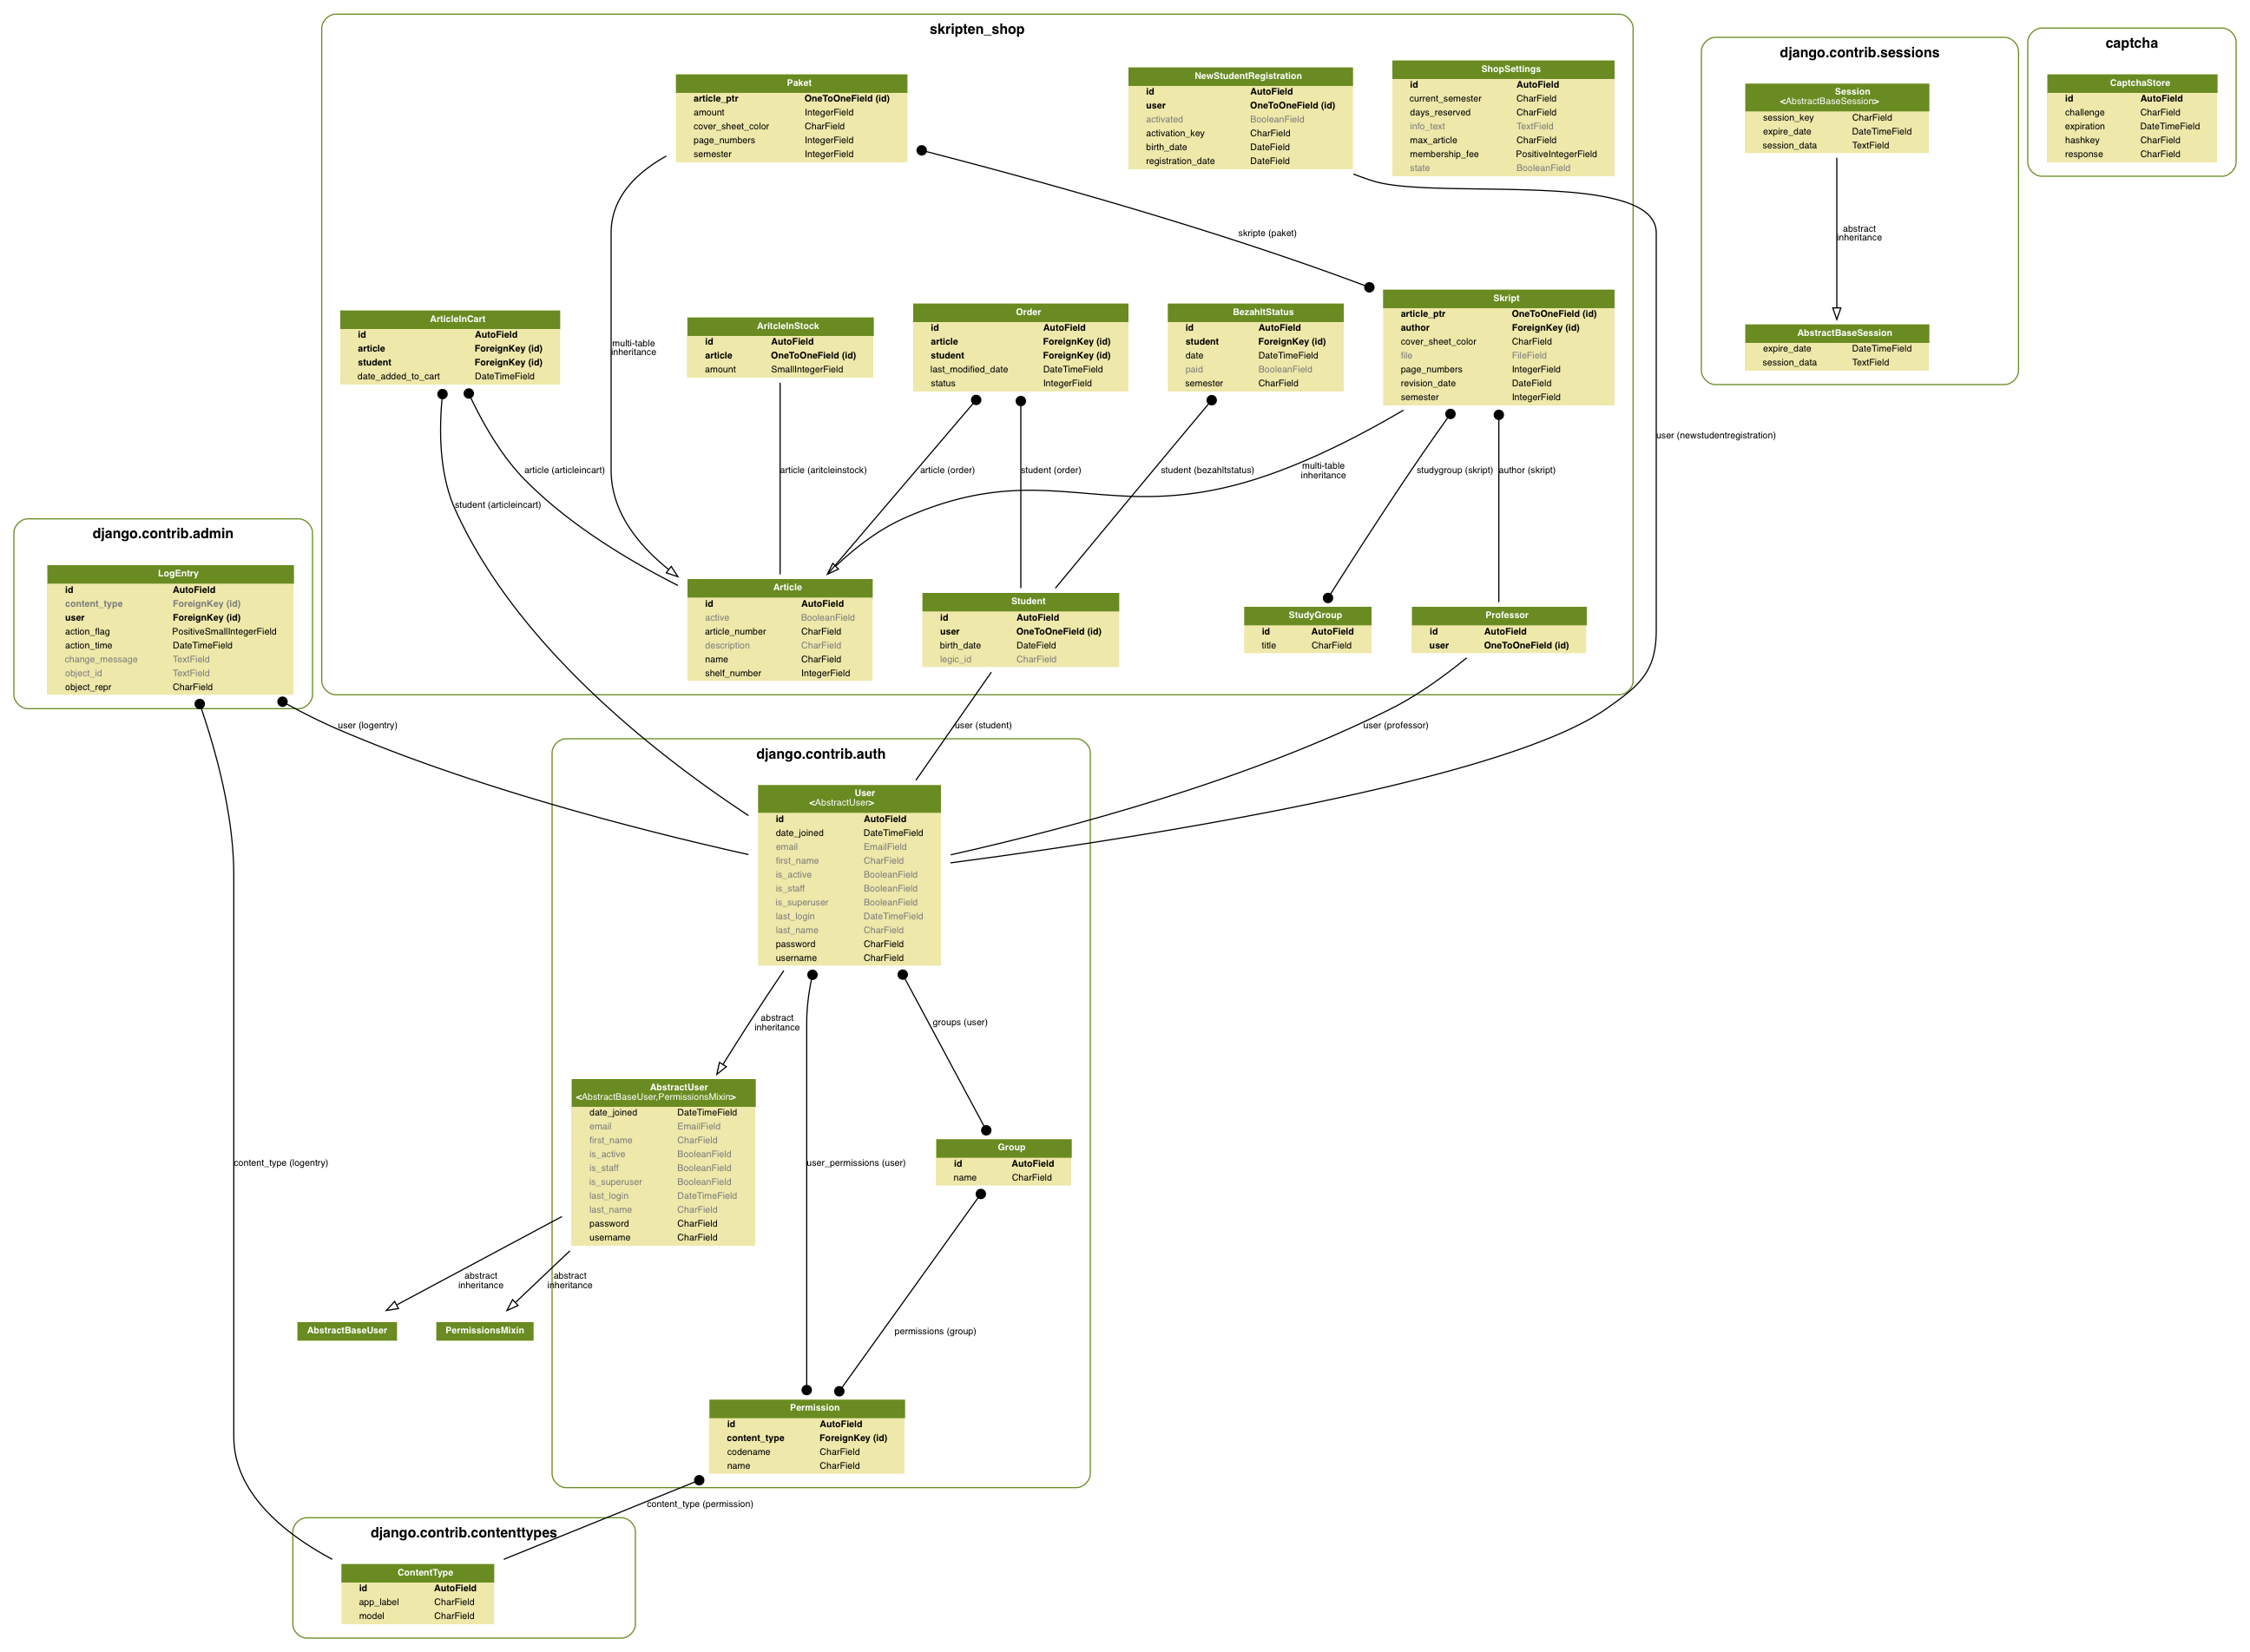 skripten_shop
Paket
article_ptr OneToOneField (id)
amount IntegerField
cover_sheet_color CharField
page_numbers IntegerField
semester IntegerField
NewStudentRegistration
id AutoField
user OneToOneField (id)
activated BooleanField
activation_key CharField
birth_date DateField
registration_date DateField
ShopSettings
id AutoField
current_semester CharField
days_reserved CharField
info_text TextField
max_article CharField
membership_fee PositiveIntegerField
state BooleanField
django.contrib.sessions
Session
<AbstractBaseSession>
session_key CharField
expire_date DateTimeField
session_data TextField
abstract
inheritance
AbstractBaseSession
expire_date DateTimeField
session_data TextField
captcha
CaptchaStore
id AutoField
challenge CharField
expiration DateTimeField
hashkey CharField
response CharField
skripte (paket)
multi-table
inheritance
ArticleInCart
id AutoField
article ForeignKey (id)
student ForeignKey (id)
date_added_to_cart DateTimeField
AritcleInStock
id AutoField
article OneToOneField (id)
amount SmallIntegerField
Order
id AutoField
article ForeignKey (id)
student ForeignKey (id)
last_modified_date DateTimeField
status IntegerField
BezahltStatus
id AutoField
student ForeignKey (id)
date DateTimeField
paid BooleanField
semester CharField
Skript
article_ptr OneToOneField (id)
author ForeignKey (id)
cover_sheet_color CharField
file FileField
page_numbers IntegerField
revision_date DateField
semester IntegerField
user (newstudentregistration)
article (articleincart)
article (aritcleinstock)
article (order)
student (order)
student (bezahltstatus)
multi-table
inheritance
studygroup (skript)
author (skript)
student (articleincart)
django.contrib.admin
LogEntry
id AutoField
content_type ForeignKey (id)
user ForeignKey (id)
action_flag PositiveSmallIntegerField
action_time DateTimeField
change_message TextField
object_id TextField
object_repr CharField
Article
id AutoField
active BooleanField
article_number CharField
description CharField
name CharField
shelf_number IntegerField
Student
id AutoField
user OneToOneField (id)
birth_date DateField
legic_id CharField
StudyGroup
id AutoField
title CharField
Professor
id AutoField
user OneToOneField (id)
user (logentry)
user (student)
user (professor)
django.contrib.auth
User
<AbstractUser>
id AutoField
date_joined DateTimeField
email EmailField
first_name CharField
is_active BooleanField
is_staff BooleanField
is_superuser BooleanField
last_login DateTimeField
last_name CharField
password CharField
username CharField
abstract
inheritance
groups (user)
AbstractUser
<AbstractBaseUser,PermissionsMixin>
date_joined DateTimeField
email EmailField
first_name CharField
is_active BooleanField
is_staff BooleanField
is_superuser BooleanField
last_login DateTimeField
last_name CharField
password CharField
username CharField
content_type (logentry)
user_permissions (user)
Group
id AutoField
name CharField
abstract
inheritance
abstract
inheritance
AbstractBaseUser
PermissionsMixin
permissions (group)
Permission
id AutoField
content_type ForeignKey (id)
codename CharField
name CharField
content_type (permission)
django.contrib.contenttypes
ContentType
id AutoField
app_label CharField
model CharField